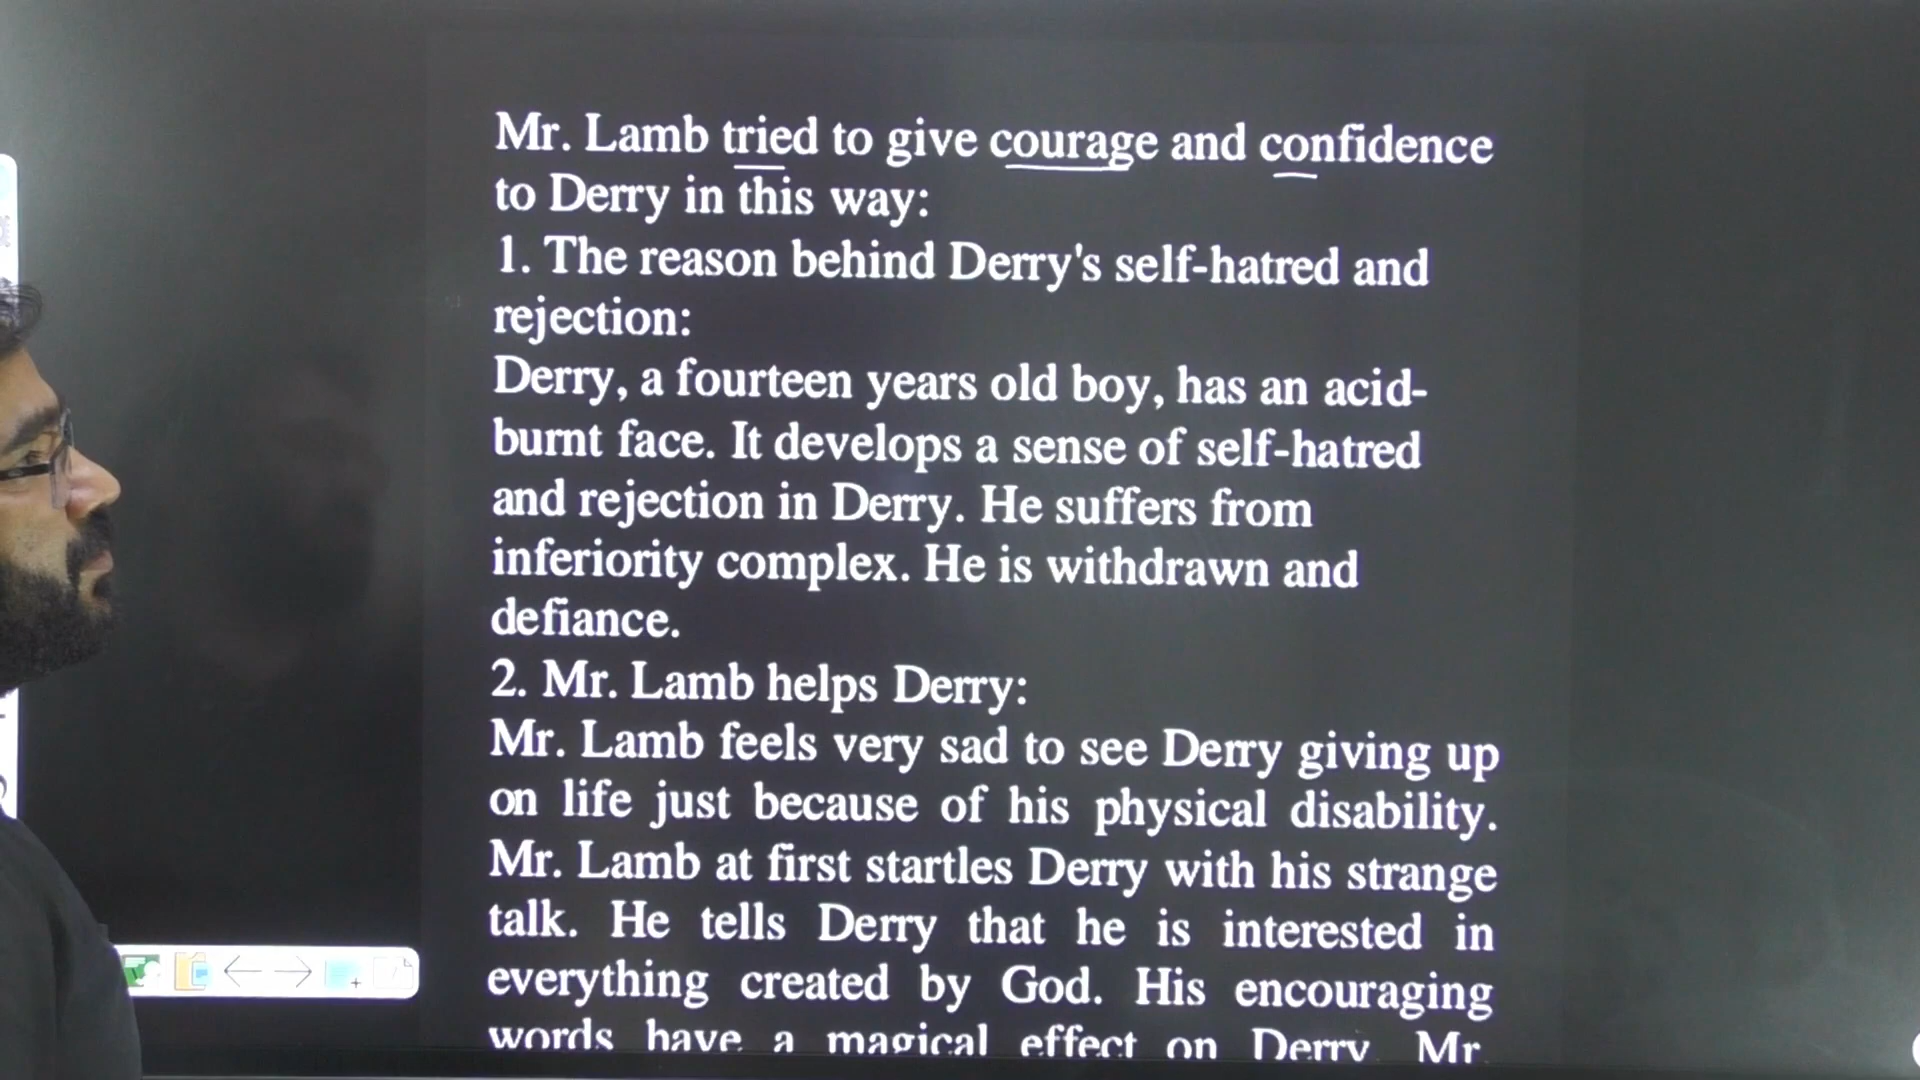 Mr. Lamb tried to give courage and confidence
to Derry in this way:
1. The reason behind Derry's self-hatred and
rejection:
Derry, a fourteen years old boy, has an acid-
burnt face. It develops a sense of self-hatred
and rejection in Derry. He suffers from
inferiority complex. He is withdrawn and
defiance.
2. Mr. Lamb helps Derry:
Mr. Lamb feels very sad to see Derry giving up
on life just because of his physical disability.
Mr. Lamb at first startles Derry with his strange
talk. He tells Derry that he is interested in
everything created by God. His encouraging
words have a magical effect on Derry. Mr.